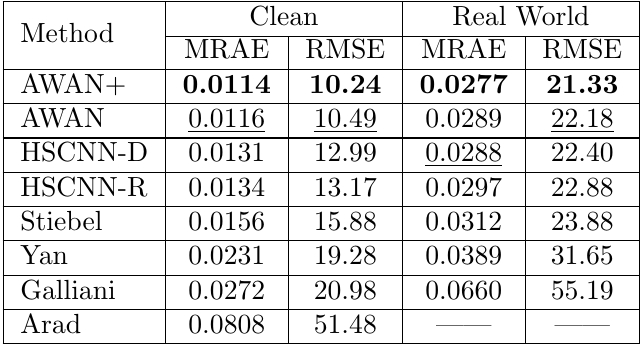 Method Clean Real World
MRAE RMSE MRAE RMSE
AWAN+ 0.0114 10.24 0.0277 21.33
AWAN 0.0116 10.49 0.0289 22.18
HSCNN-D 0.0131 12.99 0.0288 22.40
HSCNN-R 0.0134 13.17 0.0297 22.88
Stiebel 0.0156 15.88 0.0312 23.88
Yan 0.0231 19.28 0.0389 31.65
Galliani 0.0272 20.98 0.0660 55.19
Arad 0.0808 51.48 —— ——